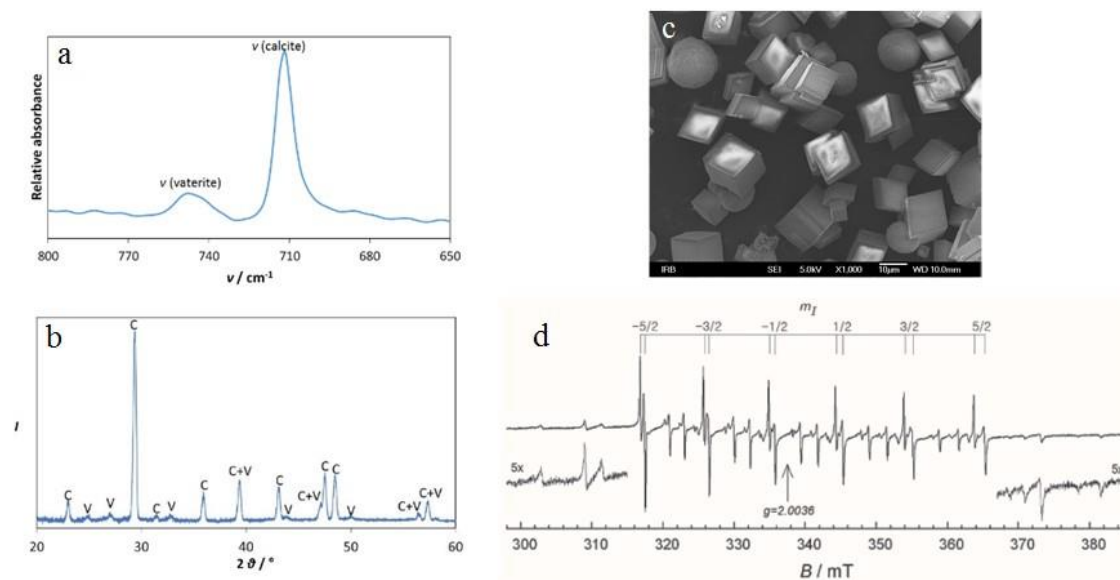 a
ν (calcite)
ν (vaterite)
Relative absorbance
800 770 740 710 680 650
ν / cm⁻¹
c
IRB SEI 5.0kV X1,000 10μm WD 10.0mm
b
C
C V V C V C C+V C V C+V C C V C+V C+V
I
20 30 40 50 60
2 ϑ / °
d
m_I
−5/2 −3/2 −1/2 1/2 3/2 5/2
5x 5x
g=2.0036
300 310 320 330 340 350 360 370 380
B / mT